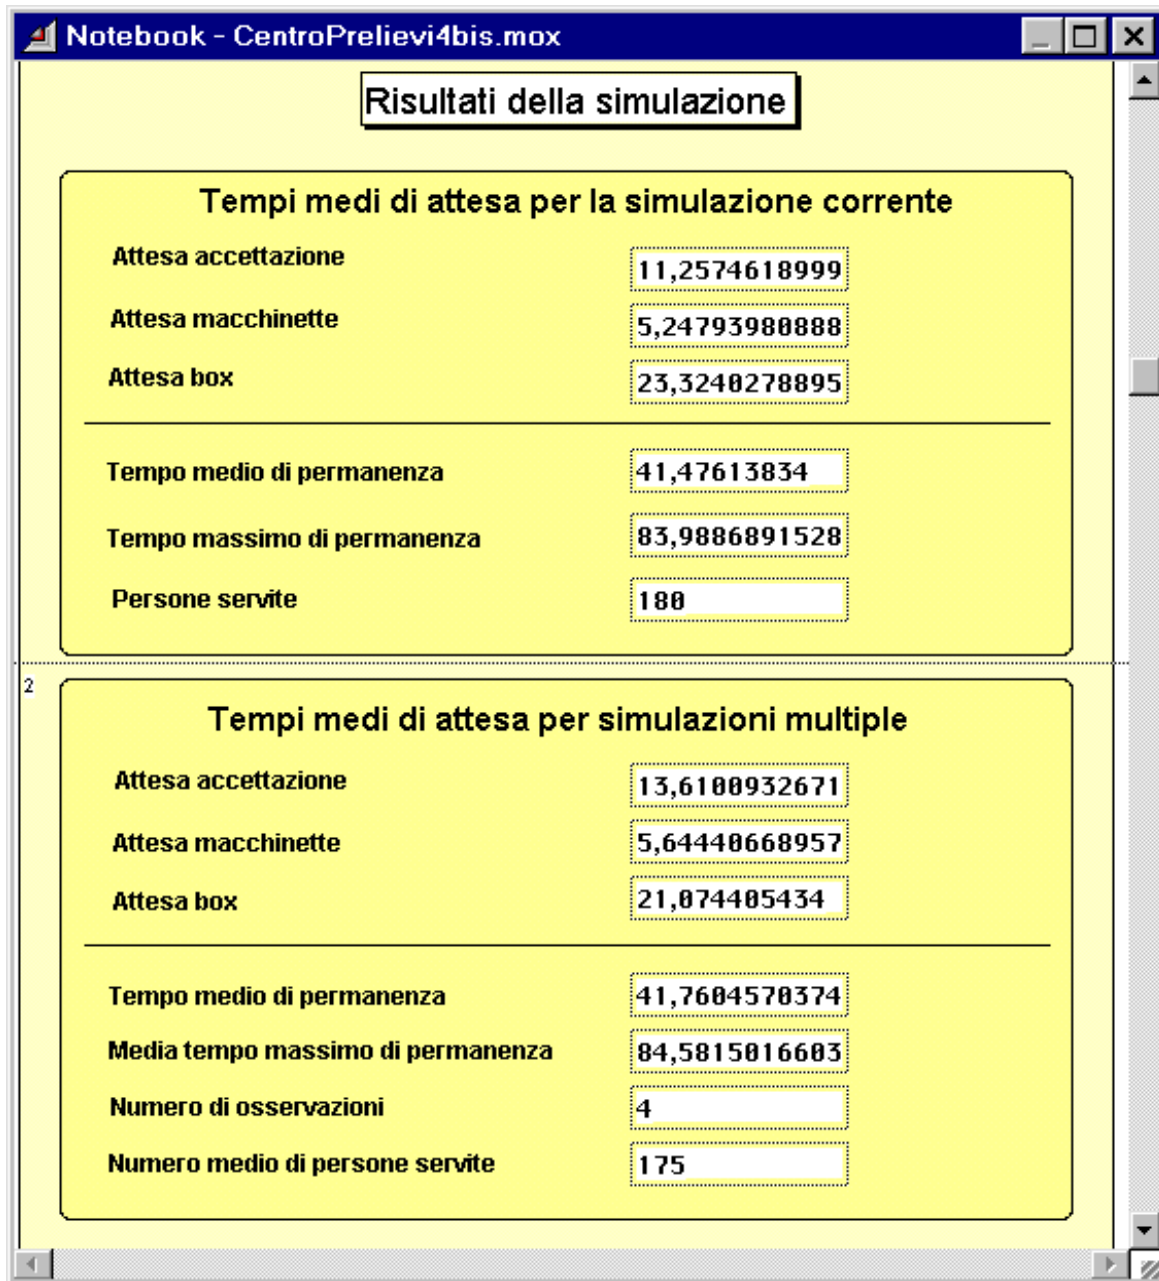 Notebook - CentroPrelievi4bis.mox
Risultati della simulazione
Tempi medi di attesa per la simulazione corrente
Attesa accettazione 11,2574618999
Attesa macchinette 5,24793980888
Attesa box 23,3240278895
Tempo medio di permanenza 41,47613834
Tempo massimo di permanenza 83,9886891528
Persone servite 180
2
Tempi medi di attesa per simulazioni multiple
Attesa accettazione 13,6100932671
Attesa macchinette 5,64440668957
Attesa box 21,074405434
Tempo medio di permanenza 41,7604570374
Media tempo massimo di permanenza 84,5815016603
Numero di osservazioni 4
Numero medio di persone servite 175